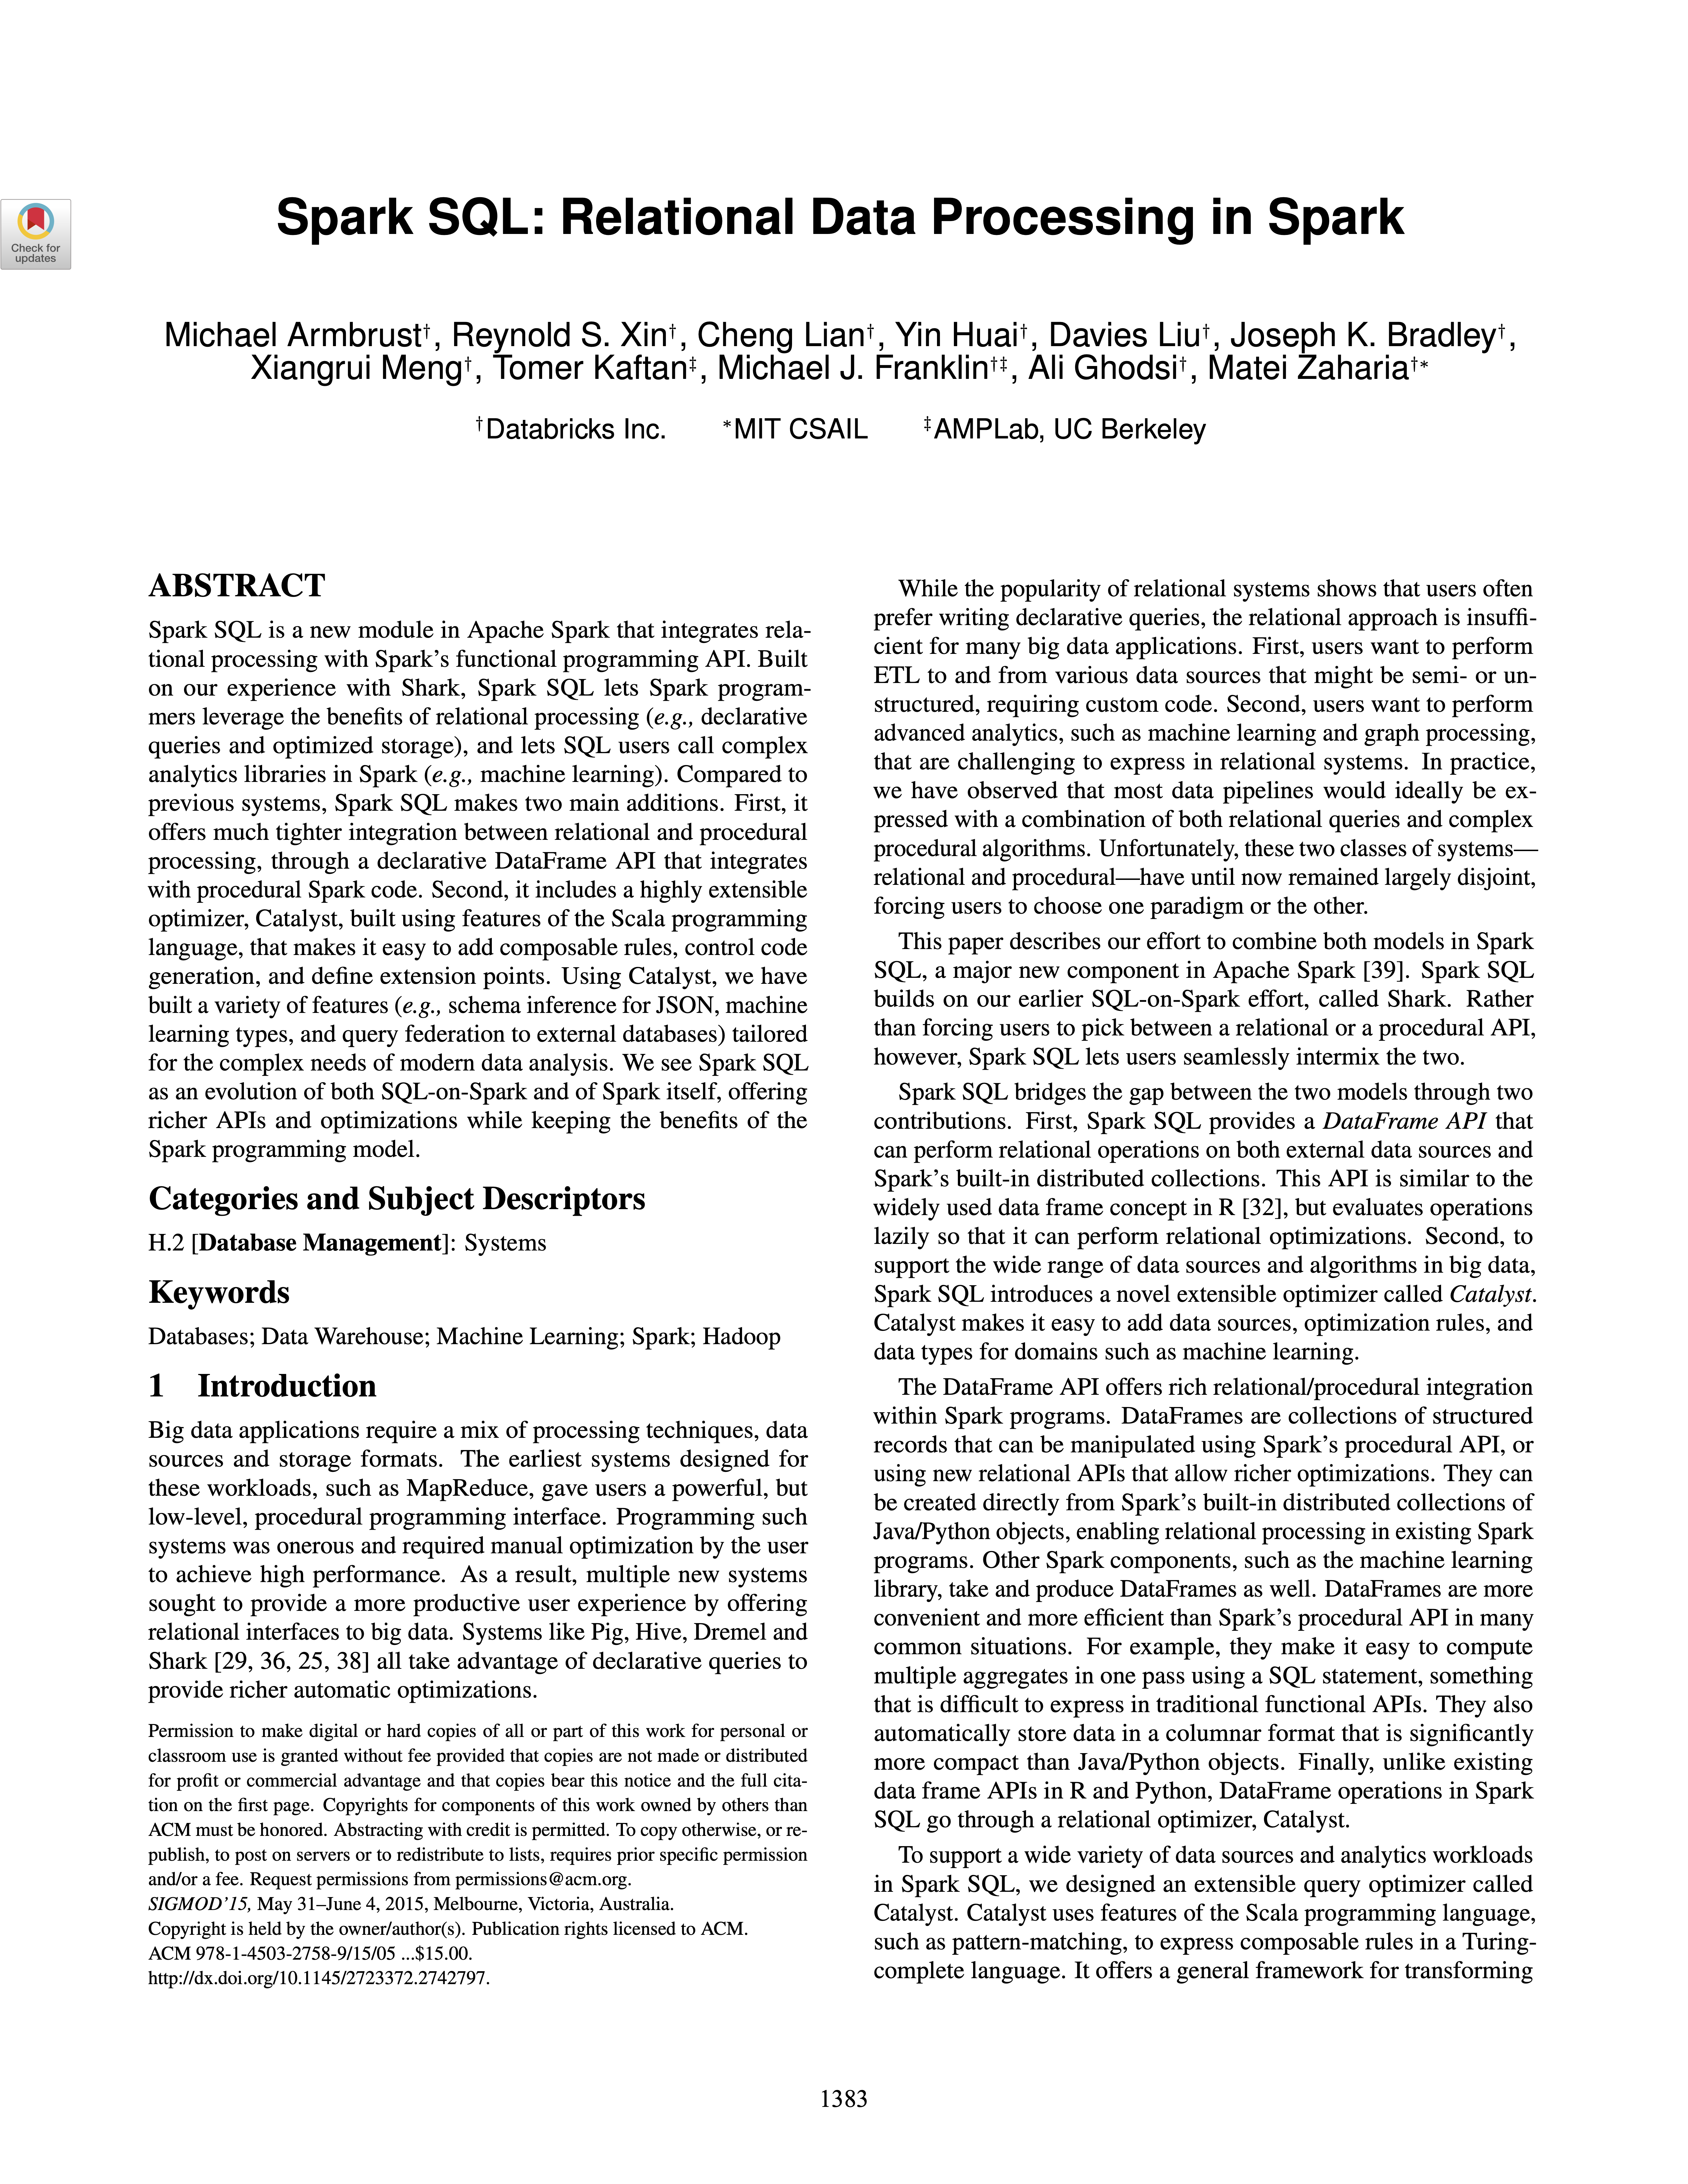 Check for
updates
Spark SQL: Relational Data Processing in Spark
Michael Armbrust†, Reynold S. Xin†, Cheng Lian†, Yin Huai†, Davies Liu†, Joseph K. Bradley†,
Xiangrui Meng†, Tomer Kaftan‡, Michael J. Franklin†‡, Ali Ghodsi†, Matei Zaharia†*
†Databricks Inc. *MIT CSAIL ‡AMPLab, UC Berkeley
ABSTRACT
Spark SQL is a new module in Apache Spark that integrates rela-
tional processing with Spark's functional programming API. Built
on our experience with Shark, Spark SQL lets Spark program-
mers leverage the benefits of relational processing (e.g., declarative
queries and optimized storage), and lets SQL users call complex
analytics libraries in Spark (e.g., machine learning). Compared to
previous systems, Spark SQL makes two main additions. First, it
offers much tighter integration between relational and procedural
processing, through a declarative DataFrame API that integrates
with procedural Spark code. Second, it includes a highly extensible
optimizer, Catalyst, built using features of the Scala programming
language, that makes it easy to add composable rules, control code
generation, and define extension points. Using Catalyst, we have
built a variety of features (e.g., schema inference for JSON, machine
learning types, and query federation to external databases) tailored
for the complex needs of modern data analysis. We see Spark SQL
as an evolution of both SQL-on-Spark and of Spark itself, offering
richer APIs and optimizations while keeping the benefits of the
Spark programming model.
Categories and Subject Descriptors
H.2 [Database Management]: Systems
Keywords
Databases; Data Warehouse; Machine Learning; Spark; Hadoop
1 Introduction
Big data applications require a mix of processing techniques, data
sources and storage formats. The earliest systems designed for
these workloads, such as MapReduce, gave users a powerful, but
low-level, procedural programming interface. Programming such
systems was onerous and required manual optimization by the user
to achieve high performance. As a result, multiple new systems
sought to provide a more productive user experience by offering
relational interfaces to big data. Systems like Pig, Hive, Dremel and
Shark [29, 36, 25, 38] all take advantage of declarative queries to
provide richer automatic optimizations.
Permission to make digital or hard copies of all or part of this work for personal or
classroom use is granted without fee provided that copies are not made or distributed
for profit or commercial advantage and that copies bear this notice and the full cita-
tion on the first page. Copyrights for components of this work owned by others than
ACM must be honored. Abstracting with credit is permitted. To copy otherwise, or re-
publish, to post on servers or to redistribute to lists, requires prior specific permission
and/or a fee. Request permissions from permissions@acm.org.
SIGMOD'15, May 31–June 4, 2015, Melbourne, Victoria, Australia.
Copyright is held by the owner/author(s). Publication rights licensed to ACM.
ACM 978-1-4503-2758-9/15/05 ...$15.00.
http://dx.doi.org/10.1145/2723372.2742797.
While the popularity of relational systems shows that users often
prefer writing declarative queries, the relational approach is insuffi-
cient for many big data applications. First, users want to perform
ETL to and from various data sources that might be semi- or un-
structured, requiring custom code. Second, users want to perform
advanced analytics, such as machine learning and graph processing,
that are challenging to express in relational systems. In practice,
we have observed that most data pipelines would ideally be ex-
pressed with a combination of both relational queries and complex
procedural algorithms. Unfortunately, these two classes of systems—
relational and procedural—have until now remained largely disjoint,
forcing users to choose one paradigm or the other.
This paper describes our effort to combine both models in Spark
SQL, a major new component in Apache Spark [39]. Spark SQL
builds on our earlier SQL-on-Spark effort, called Shark. Rather
than forcing users to pick between a relational or a procedural API,
however, Spark SQL lets users seamlessly intermix the two.
Spark SQL bridges the gap between the two models through two
contributions. First, Spark SQL provides a DataFrame API that
can perform relational operations on both external data sources and
Spark's built-in distributed collections. This API is similar to the
widely used data frame concept in R [32], but evaluates operations
lazily so that it can perform relational optimizations. Second, to
support the wide range of data sources and algorithms in big data,
Spark SQL introduces a novel extensible optimizer called Catalyst.
Catalyst makes it easy to add data sources, optimization rules, and
data types for domains such as machine learning.
The DataFrame API offers rich relational/procedural integration
within Spark programs. DataFrames are collections of structured
records that can be manipulated using Spark's procedural API, or
using new relational APIs that allow richer optimizations. They can
be created directly from Spark's built-in distributed collections of
Java/Python objects, enabling relational processing in existing Spark
programs. Other Spark components, such as the machine learning
library, take and produce DataFrames as well. DataFrames are more
convenient and more efficient than Spark's procedural API in many
common situations. For example, they make it easy to compute
multiple aggregates in one pass using a SQL statement, something
that is difficult to express in traditional functional APIs. They also
automatically store data in a columnar format that is significantly
more compact than Java/Python objects. Finally, unlike existing
data frame APIs in R and Python, DataFrame operations in Spark
SQL go through a relational optimizer, Catalyst.
To support a wide variety of data sources and analytics workloads
in Spark SQL, we designed an extensible query optimizer called
Catalyst. Catalyst uses features of the Scala programming language,
such as pattern-matching, to express composable rules in a Turing-
complete language. It offers a general framework for transforming
1383